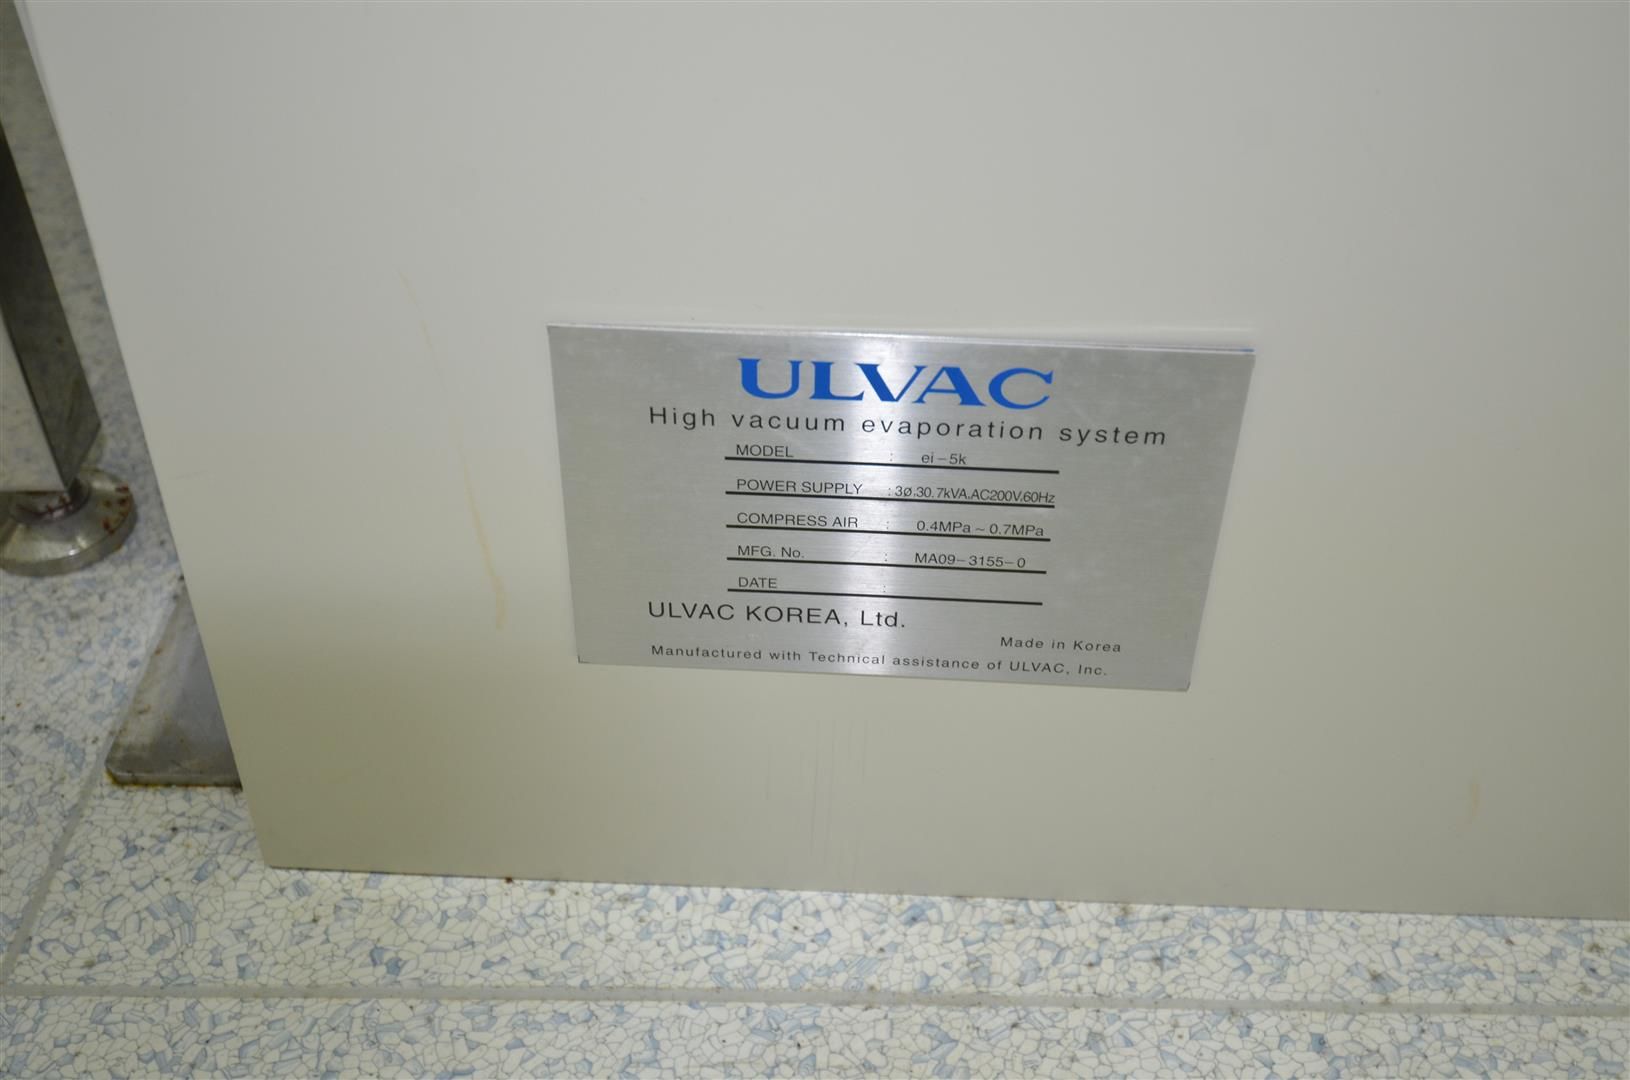 ULVAC
High vacuum evaporation system
MODEL : ei-5k
POWER SUPPLY : 3ø.30.7kVA.AC200V.60Hz
COMPRESS AIR : 0.4MPa ~ 0.7MPa
MFG. No. : MA09-3155-0
DATE :
ULVAC KOREA, Ltd.
Made in Korea
Manufactured with Technical assistance of ULVAC, Inc.